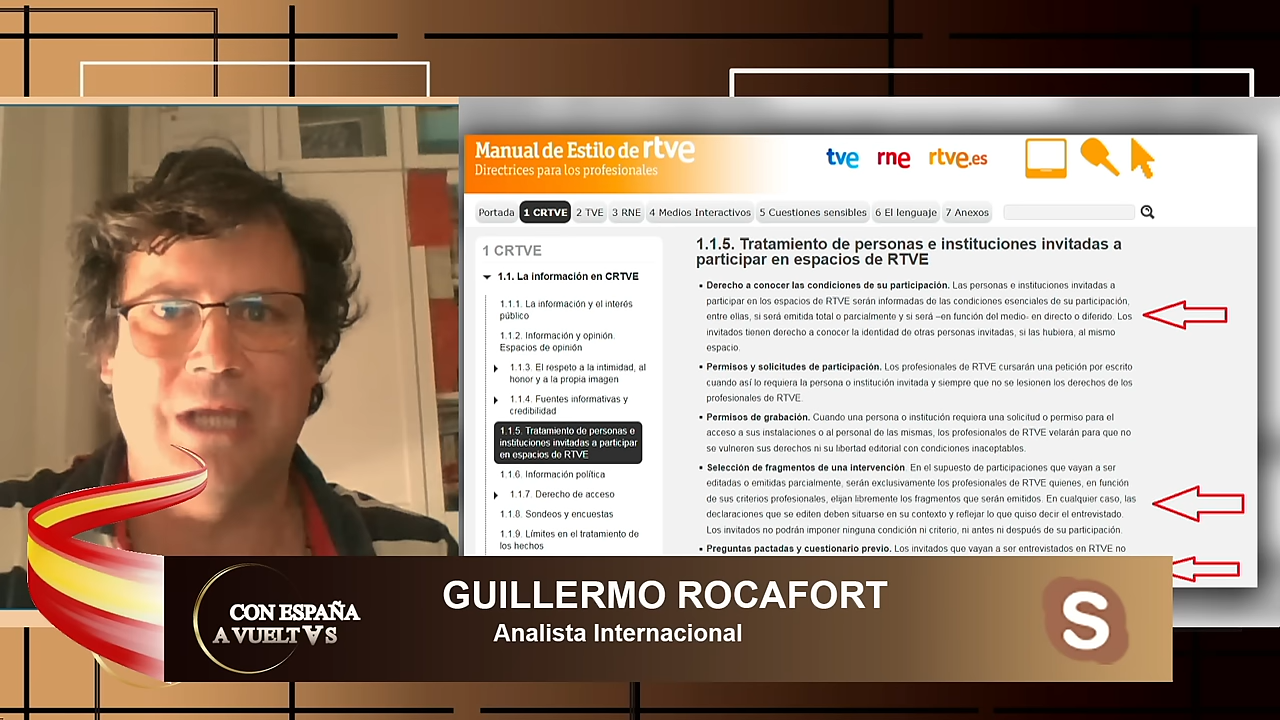 Manual de Estilo de rtve
Directrices para los profesionales
tve rne rtve.es
Portada 1 CRTVE 2 TVE 3 RNE 4 Medios Interactivos 5 Cuestiones sensibles 6 El lenguaje 7 Anexos
1 CRTVE
1.1. La información en CRTVE
1.1.1. La información y el interés
público
1.1.2. Información y opinión.
Espacios de opinión
1.1.3. El respeto a la intimidad, al
honor y a la propia imagen
1.1.4. Fuentes informativas y
credibilidad
1.1.5. Tratamiento de personas e
instituciones invitadas a participar
en espacios de RTVE
1.1.6. Información política
1.1.7. Derecho de acceso
1.1.8. Sondeos y encuestas
1.1.9. Límites en el tratamiento de
los hechos
1.1.5. Tratamiento de personas e instituciones invitadas a
participar en espacios de RTVE
Derecho a conocer las condiciones de su participación. Las personas e instituciones invitadas a
participar en los espacios de RTVE serán informadas de las condiciones esenciales de su participación,
entre ellas, si será emitida total o parcialmente y si será –en función del medio- en directo o diferido. Los
invitados tienen derecho a conocer la identidad de otras personas invitadas, si las hubiera, al mismo
espacio.
Permisos y solicitudes de participación. Los profesionales de RTVE cursarán una petición por escrito
cuando así lo requiera la persona o institución invitada y siempre que no se lesionen los derechos de los
profesionales de RTVE.
Permisos de grabación. Cuando una persona o institución requiera una solicitud o permiso para el
acceso a sus instalaciones o al personal de las mismas, los profesionales de RTVE velarán para que no
se vulneren sus derechos ni su libertad editorial con condiciones inaceptables.
Selección de fragmentos de una intervención. En el supuesto de participaciones que vayan a ser
editadas o emitidas parcialmente, serán exclusivamente los profesionales de RTVE quienes, en función
de sus criterios profesionales, elijan libremente los fragmentos que serán emitidos. En cualquier caso, las
declaraciones que se editen deben situarse en su contexto y reflejar lo que quiso decir el entrevistado.
Los invitados no podrán imponer ninguna condición ni criterio, ni antes ni después de su participación.
Preguntas pactadas y cuestionario previo. Los invitados que vayan a ser entrevistados en RTVE no
CON ESPAÑA
A VUELTAS
GUILLERMO ROCAFORT
Analista Internacional
S